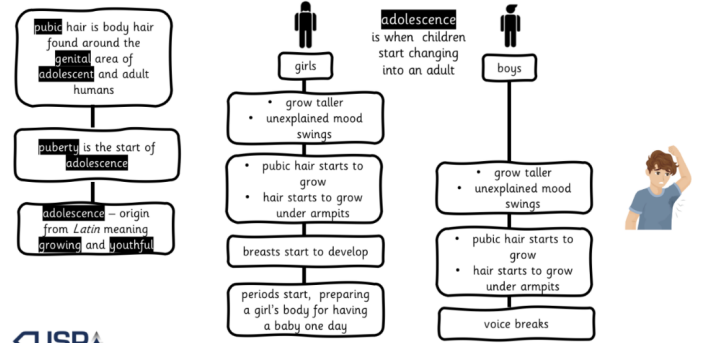 pubic hair is body hair
found around the
genital area of
adolescent and adult
humans
puberty is the start of
adolescence
adolescence – origin
from Latin meaning
growing and youthful
girls
• grow taller
• unexplained mood
swings
• pubic hair starts to
grow
• hair starts to grow
under armpits
breasts start to develop
periods start, preparing
a girl's body for having
a baby one day
adolescence
is when children
start changing
into an adult
boys
• grow taller
• unexplained mood
swings
• pubic hair starts to
grow
• hair starts to grow
under armpits
voice breaks